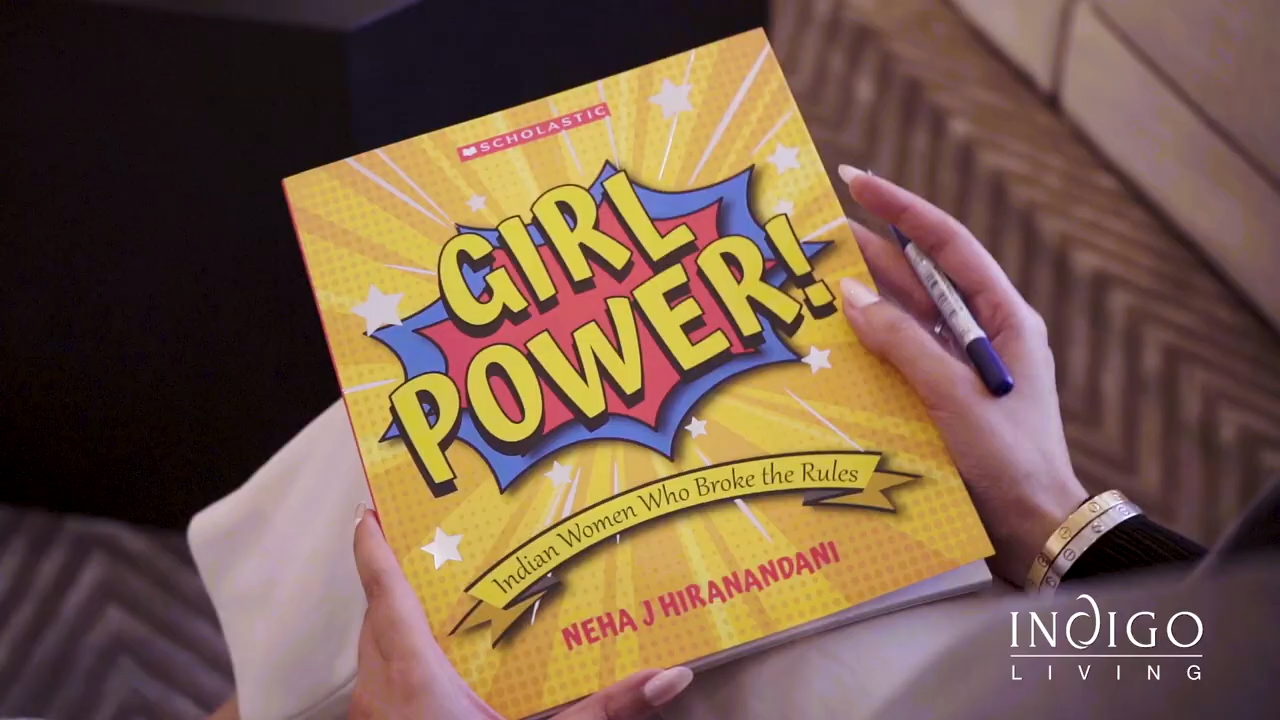 SCHOLASTIC
GIRL
POWER!
Indian Women Who Broke the Rules
NEHA J HIRANANDANI
INDIGO
LIVING